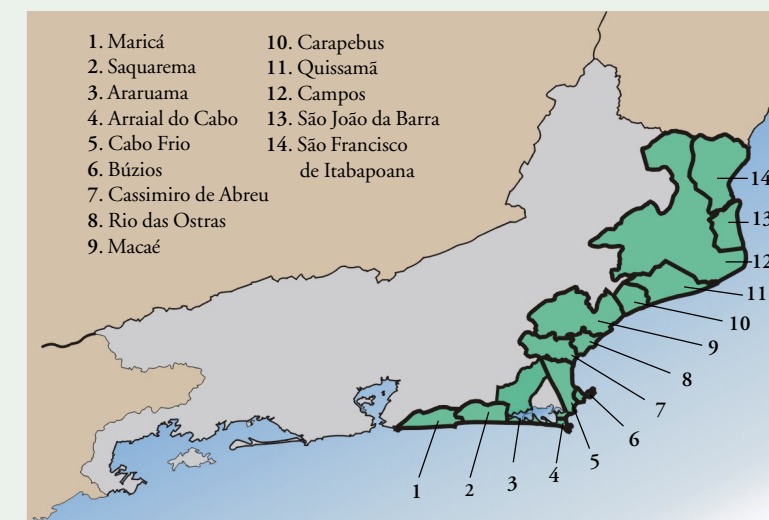 1. Maricá
2. Saquarema
3. Araruama
4. Arraial do Cabo
5. Cabo Frio
6. Búzios
7. Cassimiro de Abreu
8. Rio das Ostras
9. Macaé
10. Carapebus
11. Quissamã
12. Campos
13. São João da Barra
14. São Francisco
de Itabapoana
14
13
12
11
10
9
8
7
6
5
4
3
2
1